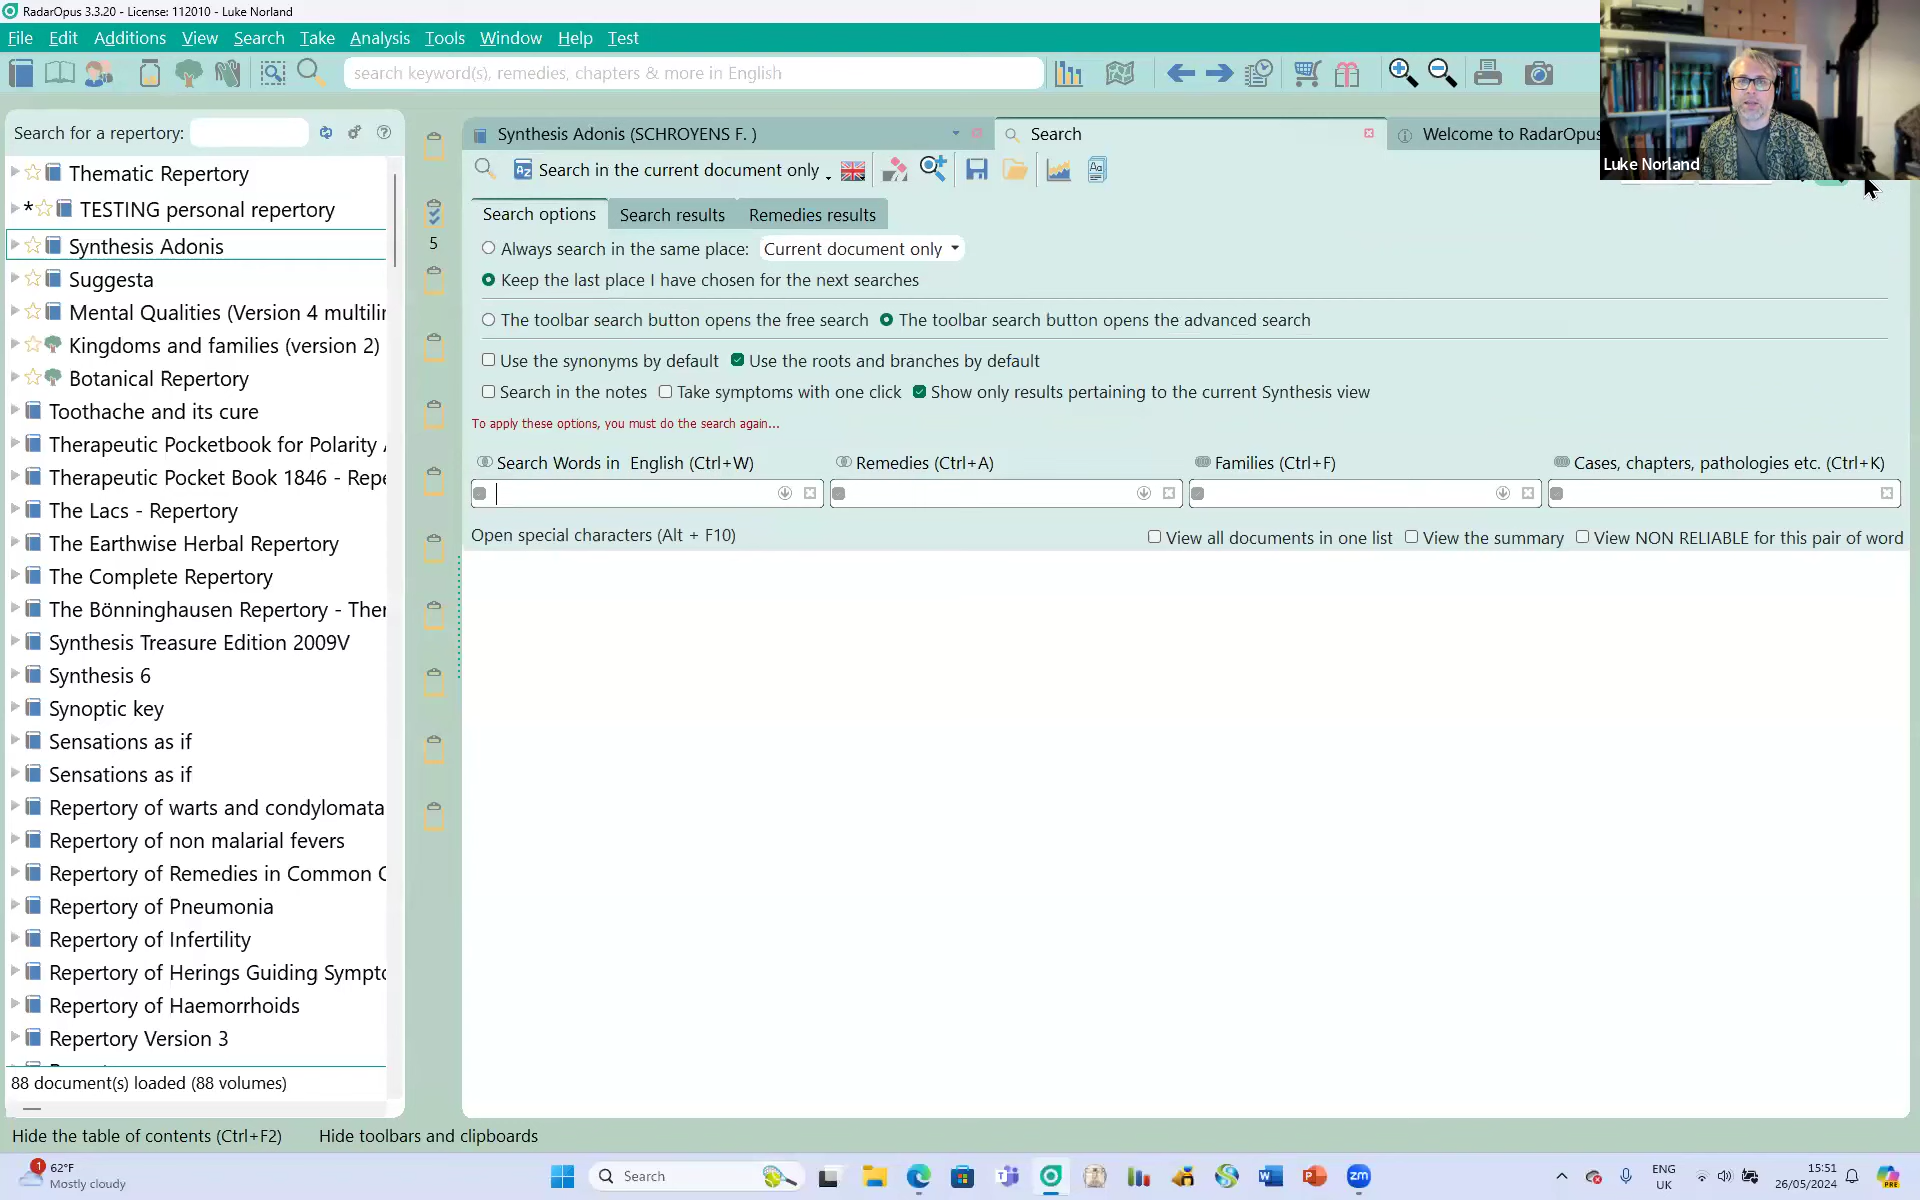 RadarOpus 3.3.20 - License: 112010 - Luke Norland
File Edit Additions View Search Take Analysis Tools Window Help Test
search keyword(s), remedies, chapters & more in English
Luke Norland
Search for a repertory:
Thematic Repertory
*TESTING personal repertory
Synthesis Adonis
Suggesta
Mental Qualities (Version 4 multilir
Kingdoms and families (version 2)
Botanical Repertory
Toothache and its cure
Therapeutic Pocketbook for Polarity
Therapeutic Pocket Book 1846 - Repe
The Lacs - Repertory
The Earthwise Herbal Repertory
The Complete Repertory
The Bönninghausen Repertory - Ther
Synthesis Treasure Edition 2009V
Synthesis 6
Synoptic key
Sensations as if
Sensations as if
Repertory of warts and condylomata
Repertory of non malarial fevers
Repertory of Remedies in Common C
Repertory of Pneumonia
Repertory of Infertility
Repertory of Herings Guiding Sympto
Repertory of Haemorrhoids
Repertory Version 3
88 document(s) loaded (88 volumes)
5
Synthesis Adonis (SCHROYENS F. )
Search
Welcome to RadarOpus
Search in the current document only
Search options Search results Remedies results
Always search in the same place: Current document only
Keep the last place I have chosen for the next searches
The toolbar search button opens the free search The toolbar search button opens the advanced search
Use the synonyms by default Use the roots and branches by default
Search in the notes Take symptoms with one click Show only results pertaining to the current Synthesis view
To apply these options, you must do the search again...
Search Words in English (Ctrl+W) Remedies (Ctrl+A) Families (Ctrl+F) Cases, chapters, pathologies etc. (Ctrl+K)
Open special characters (Alt + F10) View all documents in one list View the summary View NON RELIABLE for this pair of word
Hide the table of contents (Ctrl+F2) Hide toolbars and clipboards
1
62°F
Mostly cloudy
Search
ENG
UK
15:51
26/05/2024
PRE